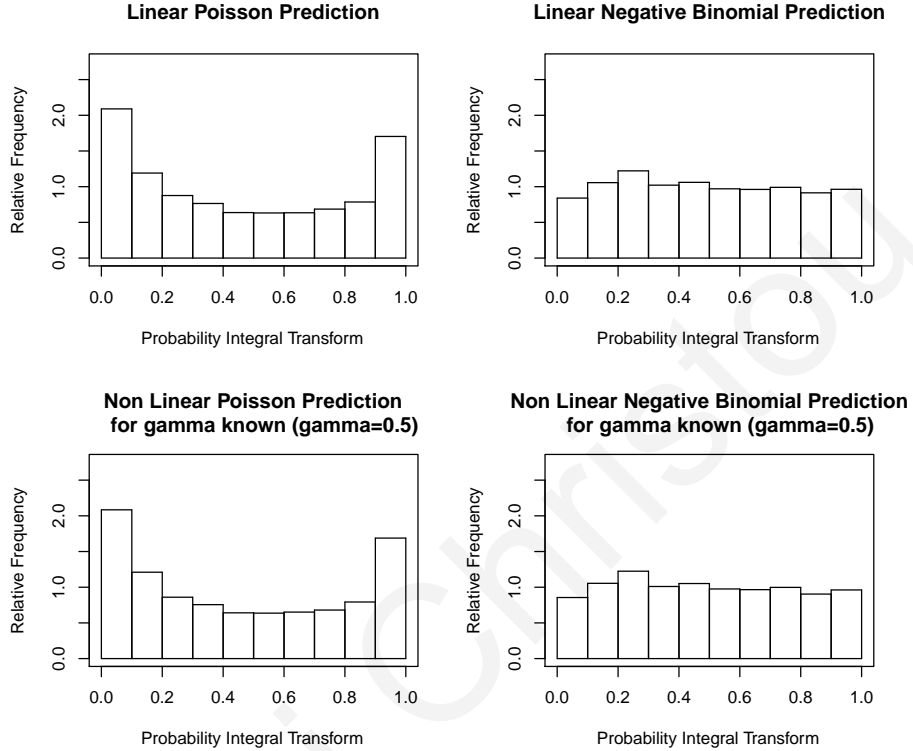 Linear Poisson Prediction
Relative Frequency
0.0 1.0 2.0
0.0 0.2 0.4 0.6 0.8 1.0
Probability Integral Transform
Linear Negative Binomial Prediction
Relative Frequency
0.0 1.0 2.0
0.0 0.2 0.4 0.6 0.8 1.0
Probability Integral Transform
Non Linear Poisson Prediction
for gamma known (gamma=0.5)
Relative Frequency
0.0 1.0 2.0
0.0 0.2 0.4 0.6 0.8 1.0
Probability Integral Transform
Non Linear Negative Binomial Prediction
for gamma known (gamma=0.5)
Relative Frequency
0.0 1.0 2.0
0.0 0.2 0.4 0.6 0.8 1.0
Probability Integral Transform
Christou